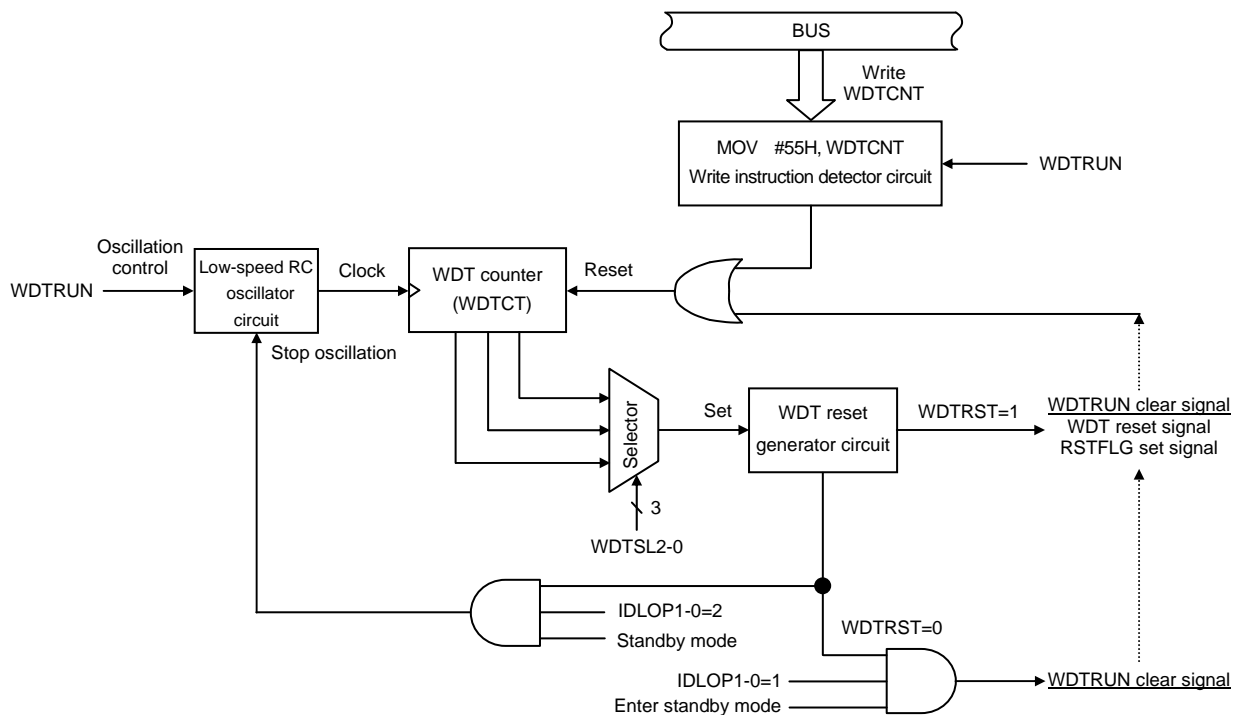 BUS
Write
WDTCNT
MOV #55H, WDTCNT
Write instruction detector circuit
WDTRUN
Oscillation
control
WDTRUN
Low-speed RC
oscillator
circuit
Clock
WDT counter
(WDTCT)
Reset
Stop oscillation
Selector
Set
WDT reset
generator circuit
WDTRST=1
WDTRUN clear signal
WDT reset signal
RSTFLG set signal
3
WDTSL2-0
IDLOP1-0=2
Standby mode
WDTRST=0
IDLOP1-0=1
Enter standby mode
WDTRUN clear signal